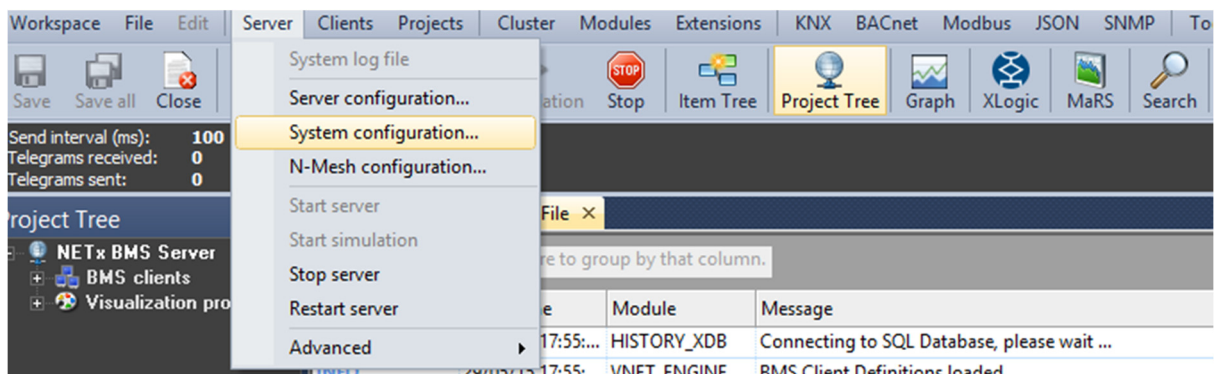 Workspace File Edit Server Clients Projects Cluster Modules Extensions KNX BACnet Modbus JSON SNMP To
Save Save all Close Stop Item Tree Project Tree Graph XLogic MaRS Search
Send interval (ms): 100
Telegrams received: 0
Telegrams sent: 0
System log file
Server configuration...
System configuration...
N-Mesh configuration...
Start server
Start simulation
Stop server
Restart server
Advanced
Project Tree
NETx BMS Server
BMS clients
Visualization pro
File
re to group by that column.
Module Message
17:55:... HISTORY_XDB Connecting to SQL Database, please wait ...
17:55: VNET_ENGINE BMS Client Definitions loaded